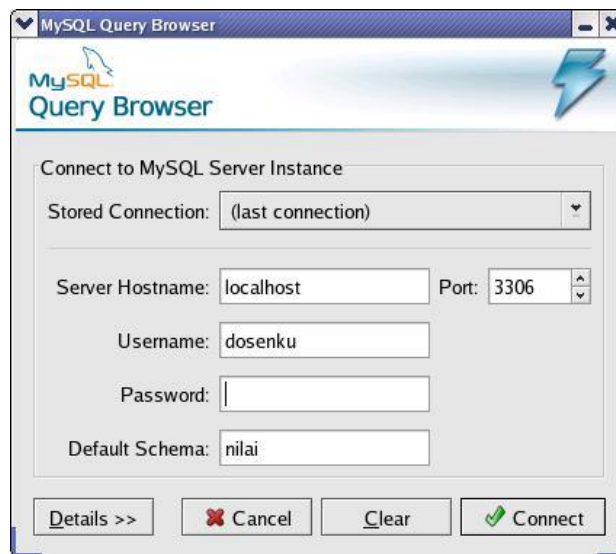 MySQL Query Browser
MySQL
Query Browser
Connect to MySQL Server Instance
Stored Connection: (last connection)
Server Hostname: localhost Port: 3306
Username: dosenku
Password:
Default Schema: nilai
Details >> Cancel Clear Connect